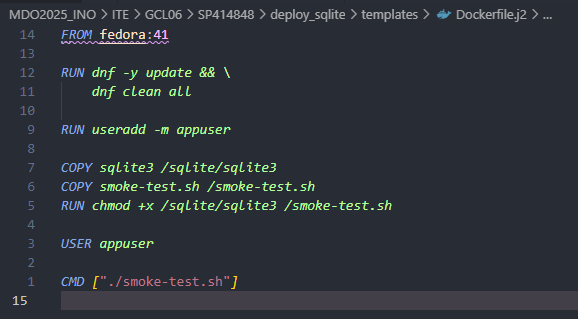 MDO2025_INO > ITE > GCL06 > SP414848 > deploy_sqlite > templates > Dockerfile.j2 > ...
14 FROM fedora:41
13
12 RUN dnf -y update && \
11     dnf clean all
10
9 RUN useradd -m appuser
8
7 COPY sqlite3 /sqlite/sqlite3
6 COPY smoke-test.sh /smoke-test.sh
5 RUN chmod +x /sqlite/sqlite3 /smoke-test.sh
4
3 USER appuser
2
1 CMD ["./smoke-test.sh"]
15